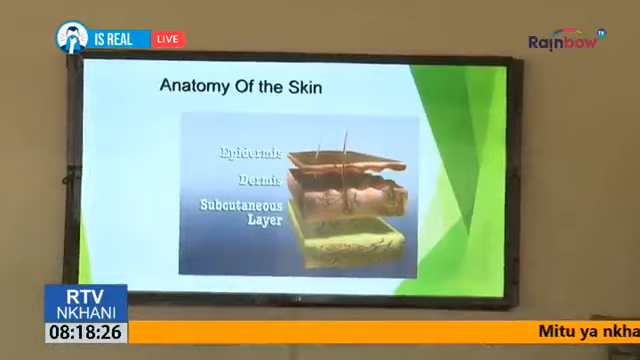 IS REAL
LIVE
Rainbow TV
Anatomy Of the Skin
Epidermis
Dermis
Subcutaneous
Layer
RTV
NKHANI
08:18:26
Mitu ya nkha